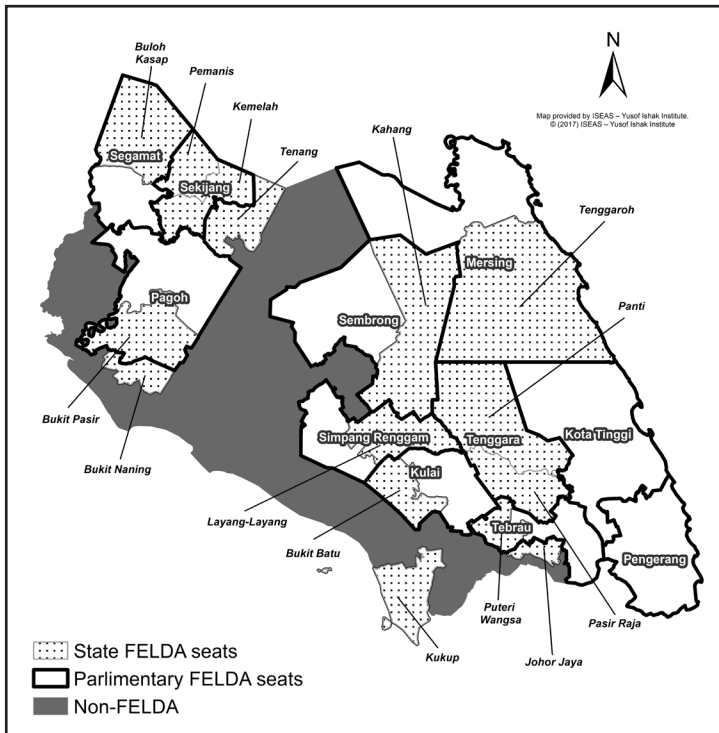 Buloh
Kasap
Pemanis
Kemelah
Tenang
Kahang
N
Map provided by ISEAS – Yusof Ishak Institute.
© (2017) ISEAS – Yusof Ishak Institute
Segamat
Sekijang
Tenggaroh
Mersing
Pagoh
Sembrong
Panti
Bukit Pasir
Bukit Naning
Simpang Renggam
Tenggara
Kota Tinggi
Kulai
Layang-Layang
Bukit Batu
Tebrau
Pengerang
Puteri
Wangsa
Pasir Raja
Kukup
Johor Jaya
State FELDA seats
Parlimentary FELDA seats
Non-FELDA